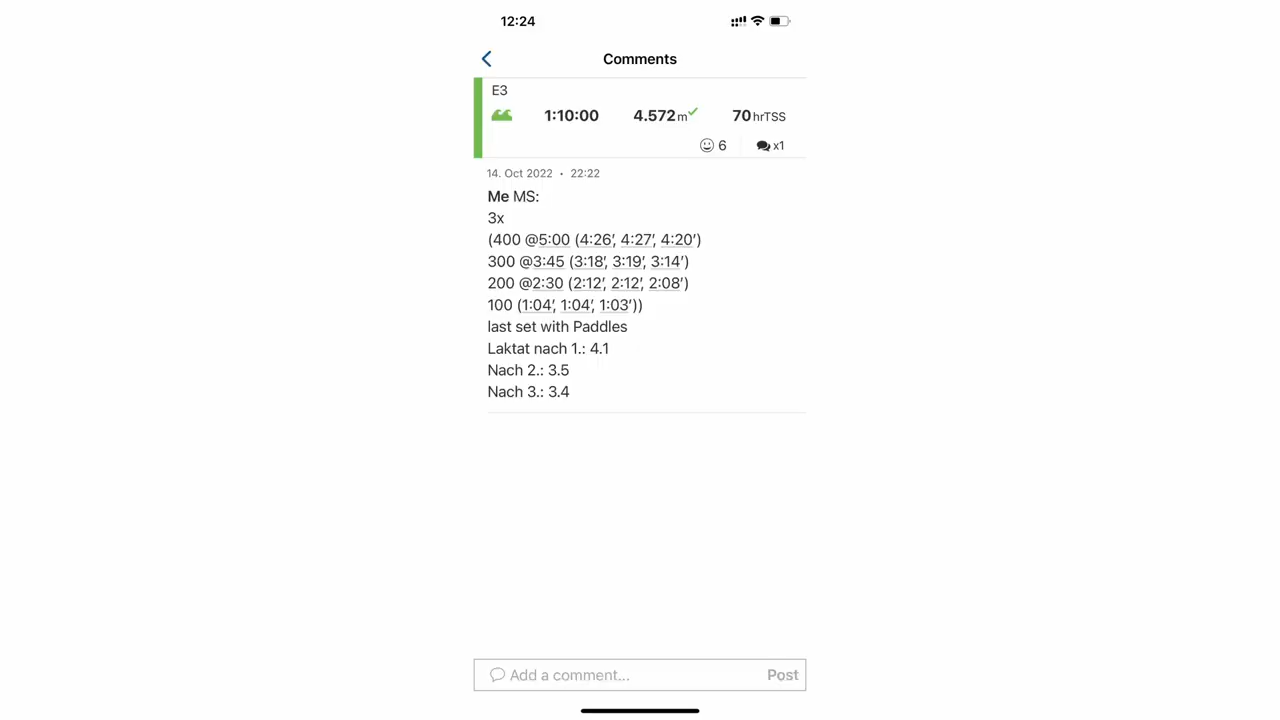 12:24
Comments
E3
1:10:00 4.572 m 70 hrTSS
6 x1
14. Oct 2022 • 22:22
Me MS:
3x
(400 @5:00 (4:26’, 4:27’, 4:20’)
300 @3:45 (3:18’, 3:19’, 3:14’)
200 @2:30 (2:12’, 2:12’, 2:08’)
100 (1:04’, 1:04’, 1:03’))
last set with Paddles
Laktat nach 1.: 4.1
Nach 2.: 3.5
Nach 3.: 3.4
Add a comment... Post